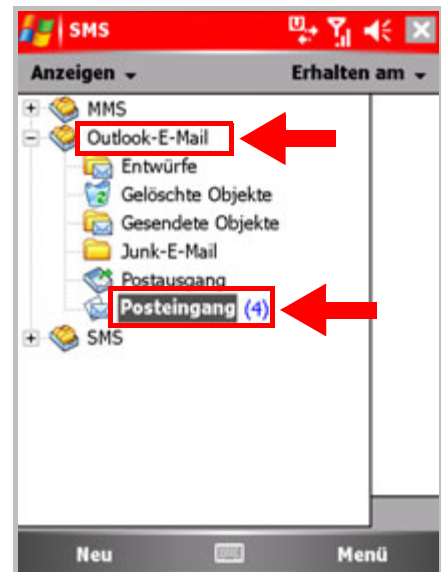 SMS
Anzeigen Erhalten am
MMS
Outlook-E-Mail
Entwürfe
Gelöschte Objekte
Gesendete Objekte
Junk-E-Mail
Postausgang
Posteingang (4)
SMS
Neu Menü